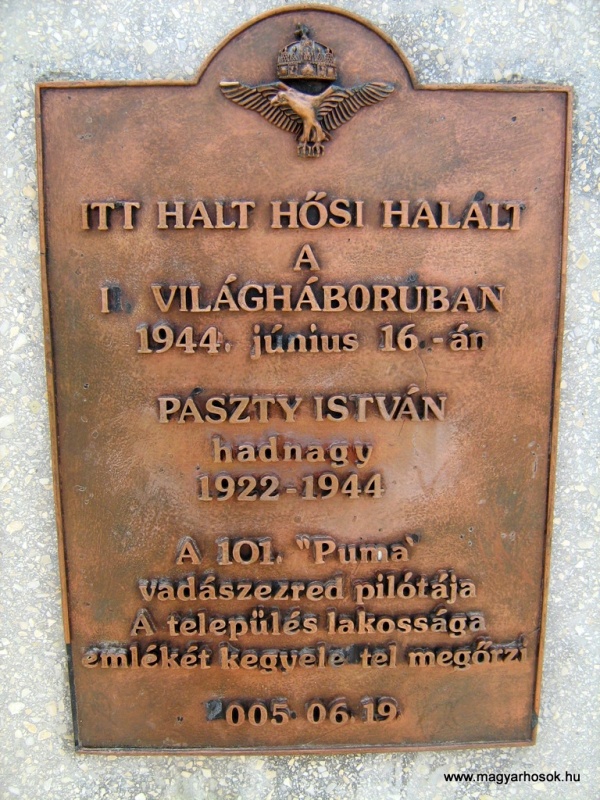 ITT HALT HŐSI HALÁLT
A
I. VILÁGHÁBORUBAN
1944. június 16.-án
PÁSZTY ISTVÁN
hadnagy
1922-1944
A 101. "Puma"
vadászezred pilótája
A település lakossága
emlékét kegyele tel megőrzi
005 06 19
www.magyarhosok.hu